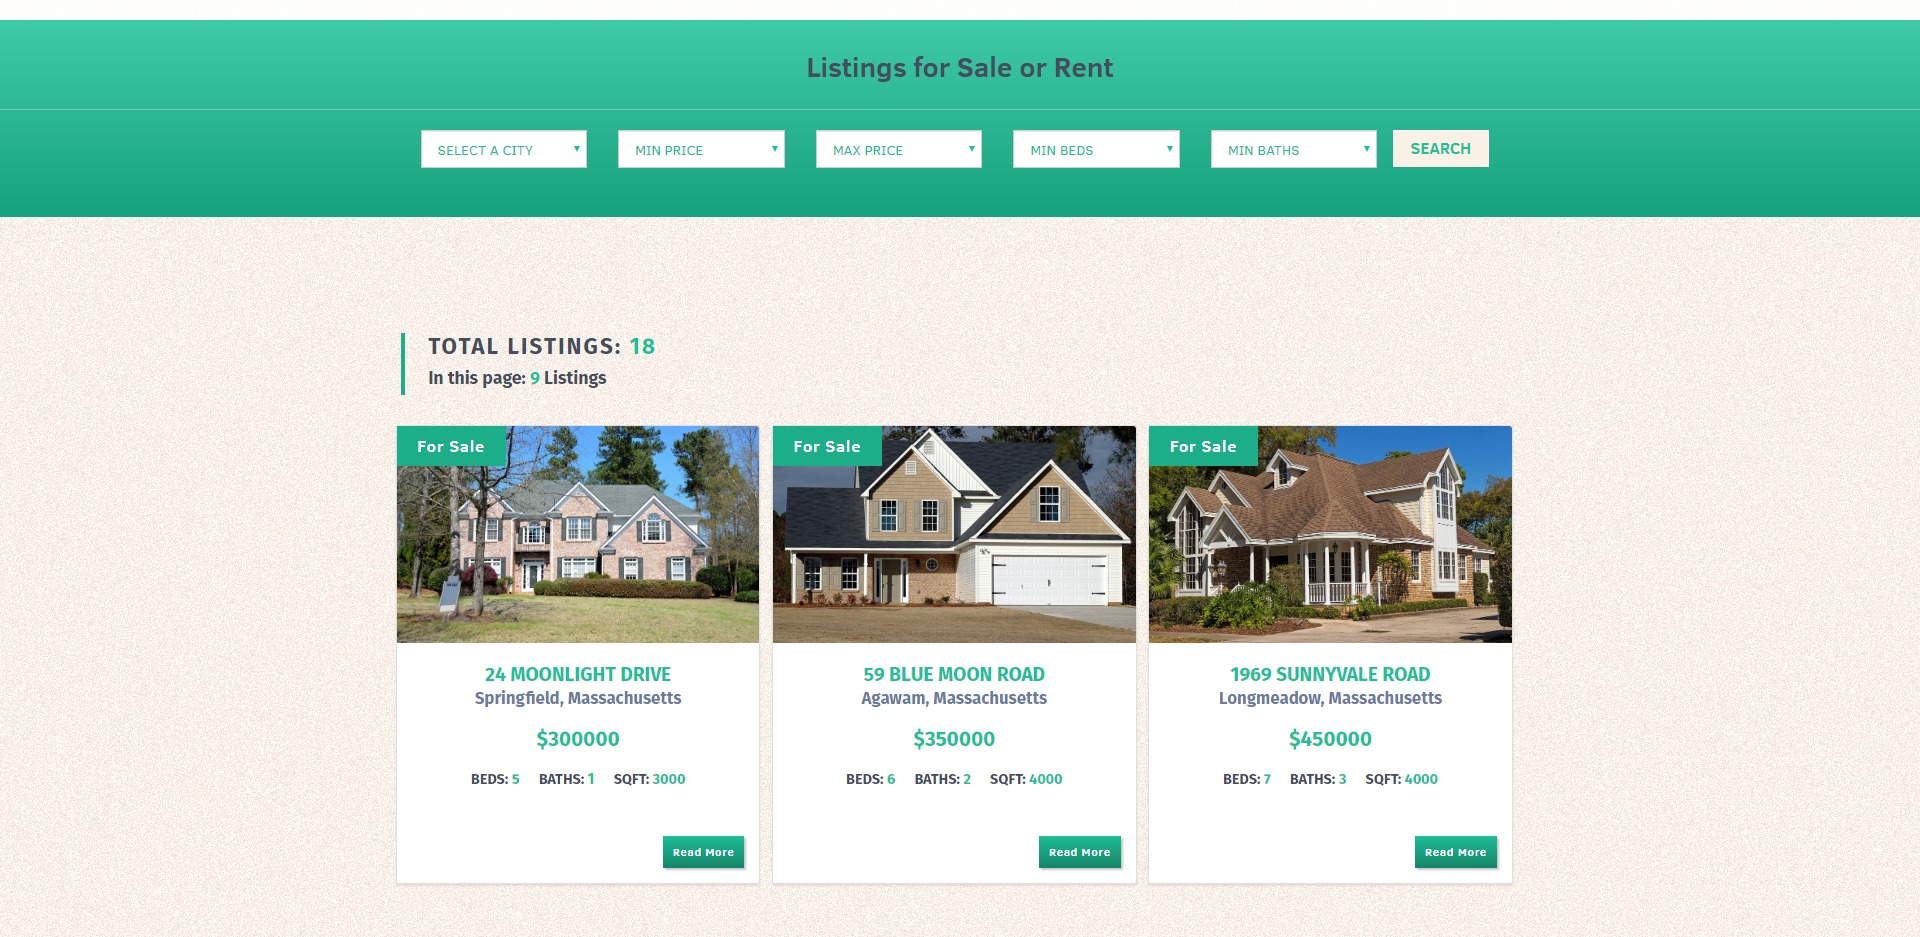 Listings for Sale or Rent
SELECT A CITY
MIN PRICE
MAX PRICE
MIN BEDS
MIN BATHS
SEARCH
TOTAL LISTINGS: 18
In this page: 9 Listings
For Sale
For Sale
For Sale
24 MOONLIGHT DRIVE
Springfield, Massachusetts
$300000
BEDS: 5 BATHS: 1 SQFT: 3000
Read More
59 BLUE MOON ROAD
Agawam, Massachusetts
$350000
BEDS: 6 BATHS: 2 SQFT: 4000
Read More
1969 SUNNYVALE ROAD
Longmeadow, Massachusetts
$450000
BEDS: 7 BATHS: 3 SQFT: 4000
Read More